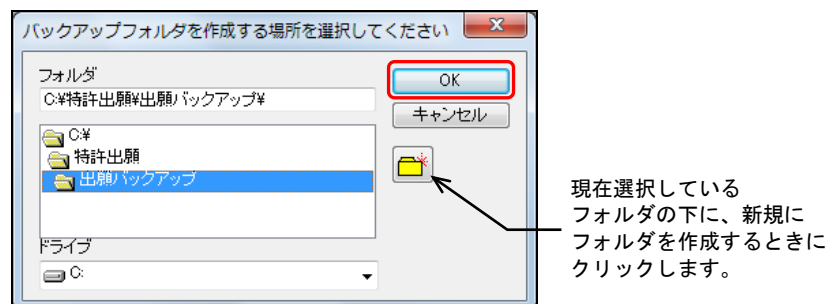 バックアップフォルダを作成する場所を選択してください
フォルダ
C:¥特許出願¥出願バックアップ¥
OK
キャンセル
C:¥
特許出願
出願バックアップ
現在選択している
フォルダの下に、新規に
フォルダを作成するときに
クリックします。
ドライブ
C: